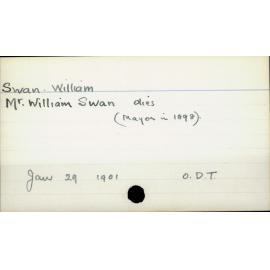 Swan. William
Mr. William Swan dies
(Mayor in 1898).
Jan 29 1901 O.D.T.